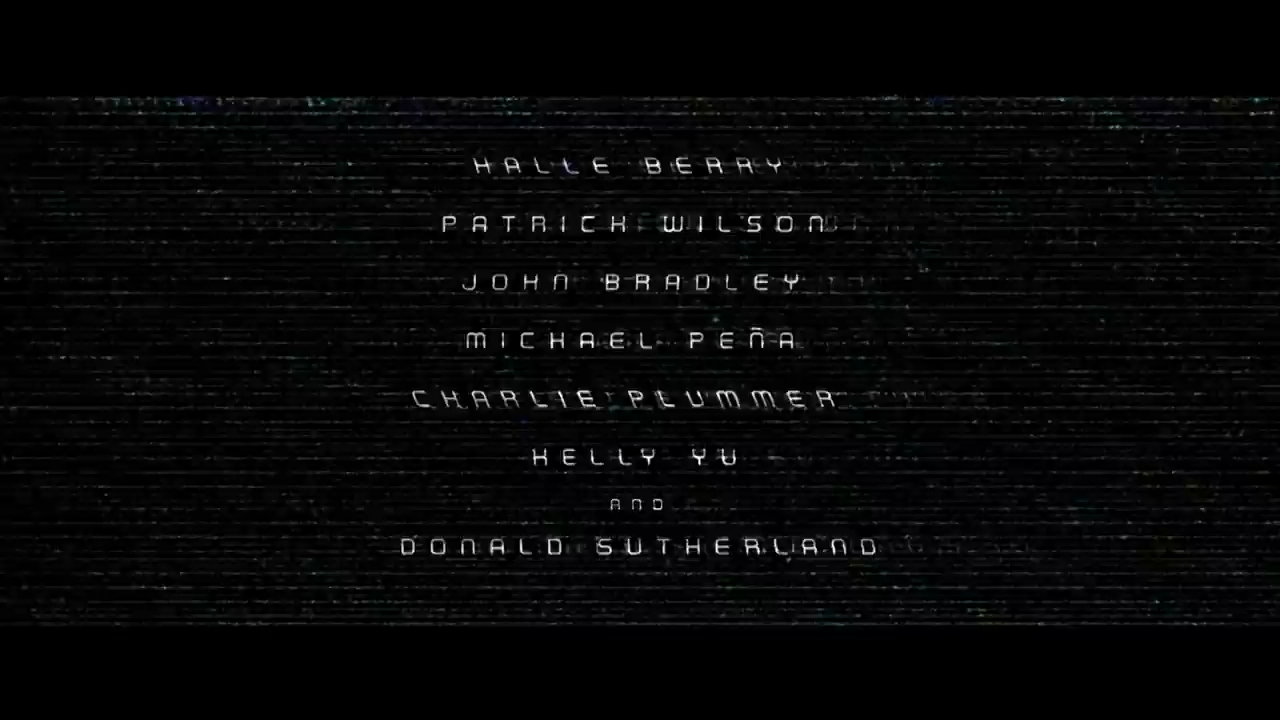 HALLE BERRY
PATRICK WILSON
JOHN BRADLEY
MICHAEL PEÑA
CHARLIE PLUMMER
KELLY YU
AND
DONALD SUTHERLAND